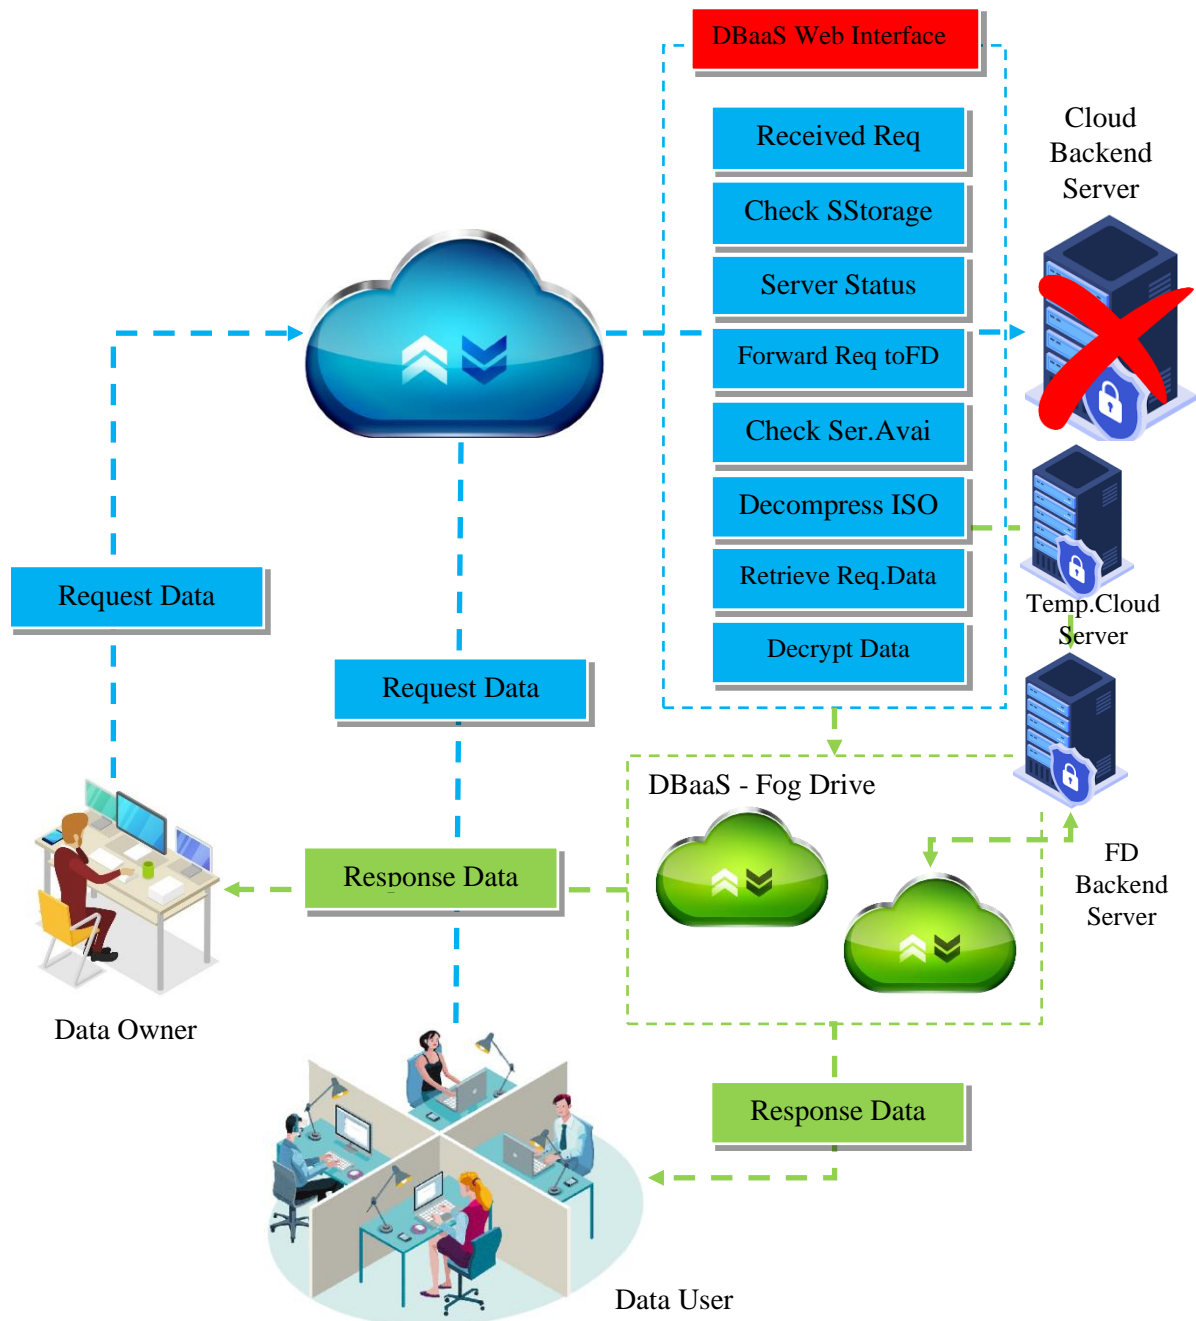 DBaaS Web Interface
Received Req
Check SStorage
Server Status
Forward Req toFD
Check Ser.Avai
Decompress ISO
Retrieve Req.Data
Decrypt Data
Cloud
Backend
Server
Temp.Cloud
Server
Request Data
Request Data
DBaaS - Fog Drive
FD
Backend
Server
Response Data
Data Owner
Response Data
Data User